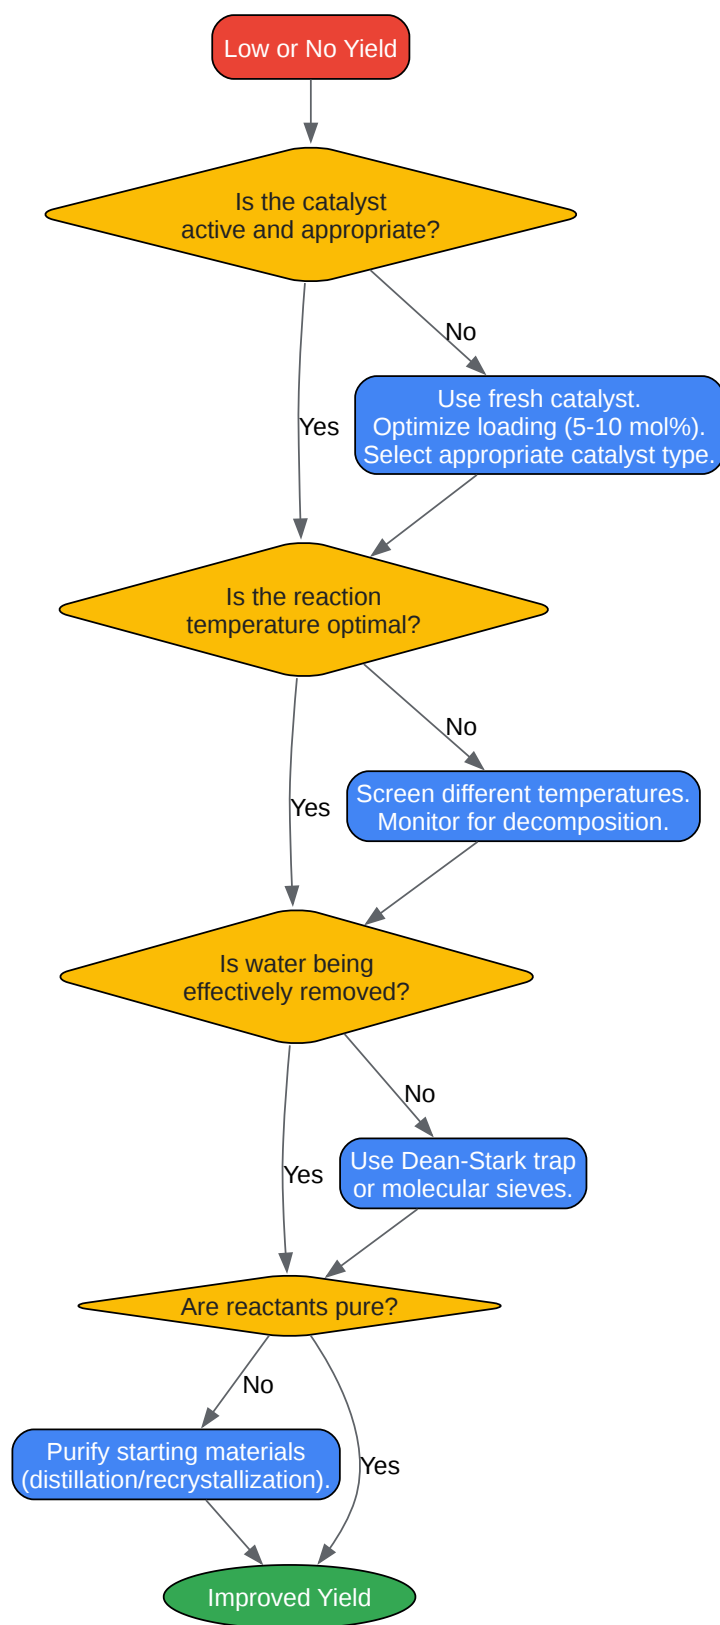 Low or No Yield
Is the catalyst
active and appropriate?
No
Yes
Use fresh catalyst.
Optimize loading (5-10 mol%).
Select appropriate catalyst type.
Is the reaction
temperature optimal?
No
Yes
Screen different temperatures.
Monitor for decomposition.
Is water being
effectively removed?
No
Yes
Use Dean-Stark trap
or molecular sieves.
Are reactants pure?
No
Yes
Purify starting materials
(distillation/recrystallization).
Improved Yield